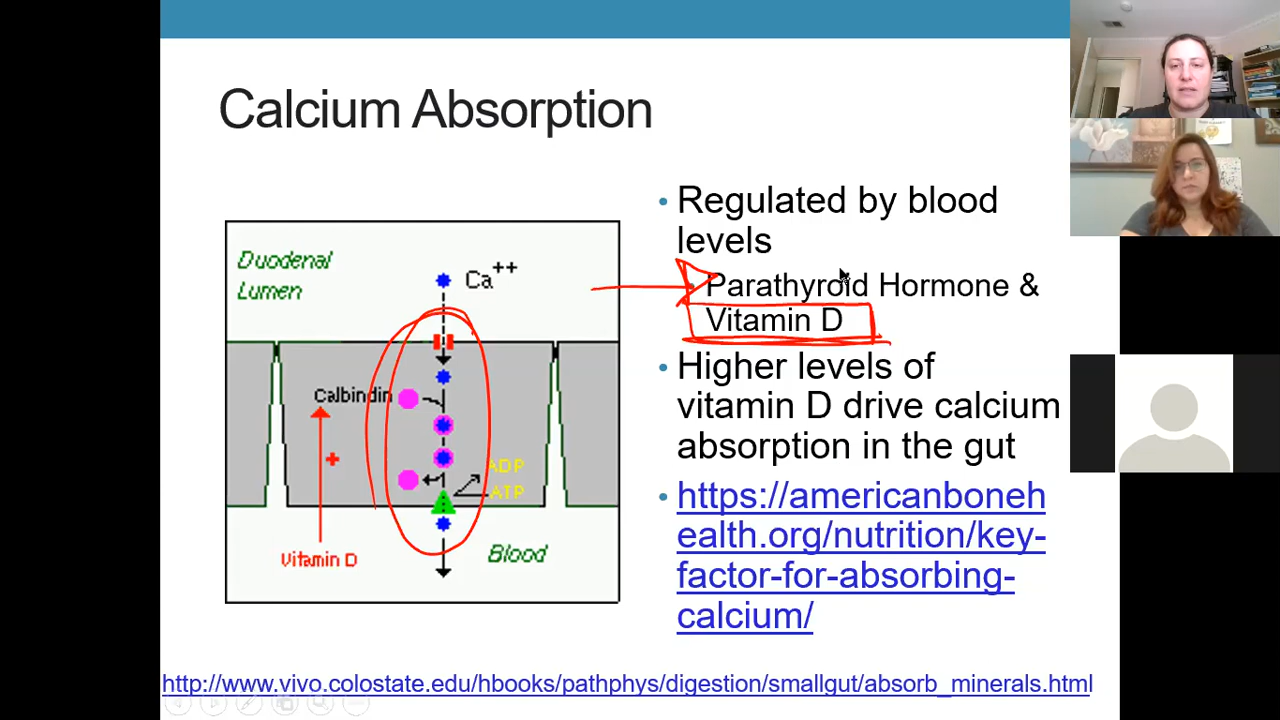 Calcium Absorption
Duodenal
Lumen
Ca++
Calbindin
ADP
ATP
Vitamin D
Blood
• Regulated by blood
levels
• Parathyroid Hormone &
Vitamin D
• Higher levels of
vitamin D drive calcium
absorption in the gut
• https://americanboneh
ealth.org/nutrition/key-
factor-for-absorbing-
calcium/
http://www.vivo.colostate.edu/hbooks/pathphys/digestion/smallgut/absorb_minerals.html